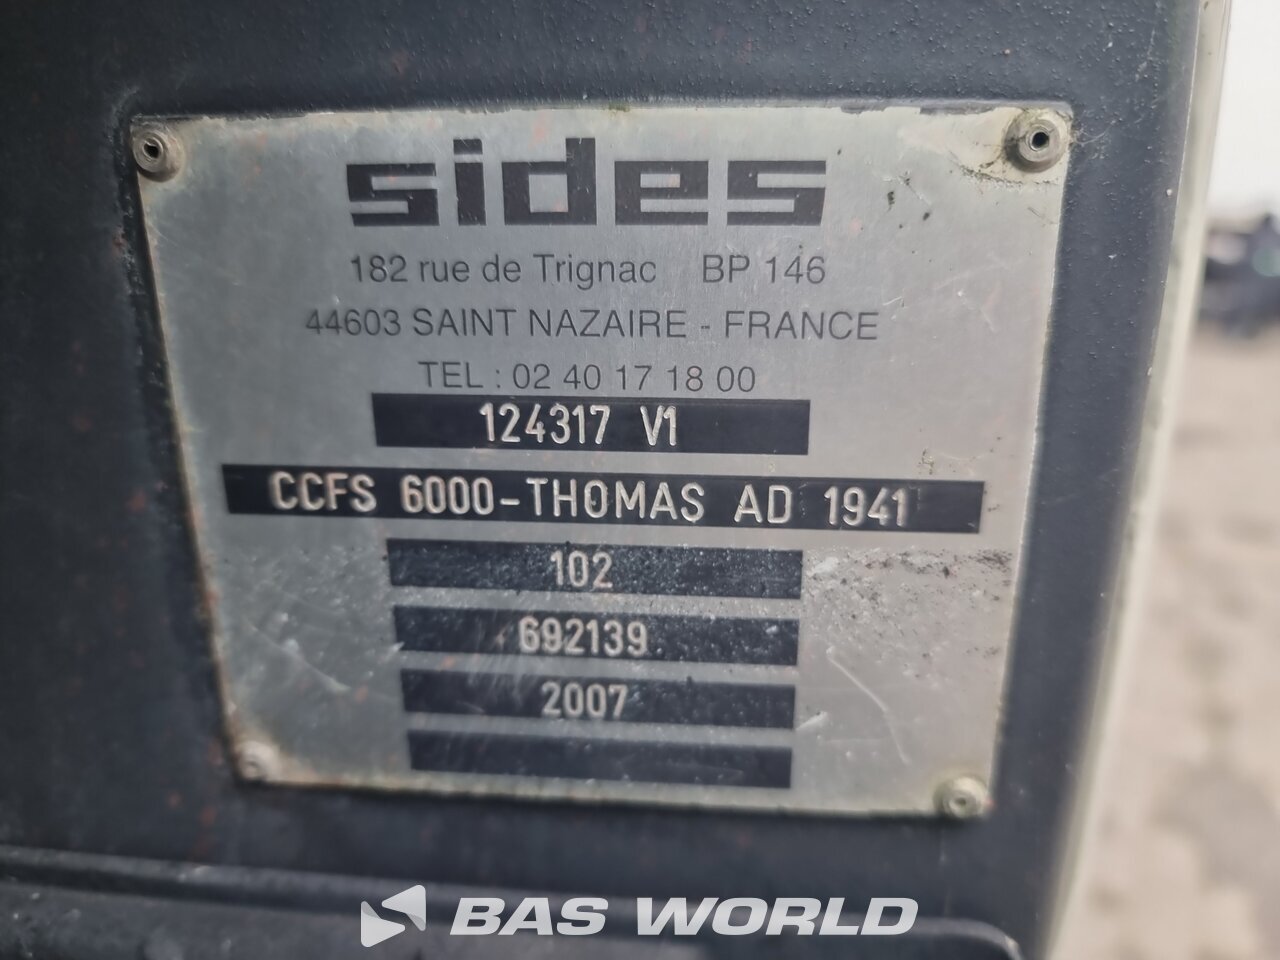 sides
182 rue de Trignac BP 146
44603 SAINT NAZAIRE - FRANCE
TEL : 02 40 17 18 00
124317 V1
CCFS 6000-THOMAS AD 1941
102
692139
2007
BAS WORLD